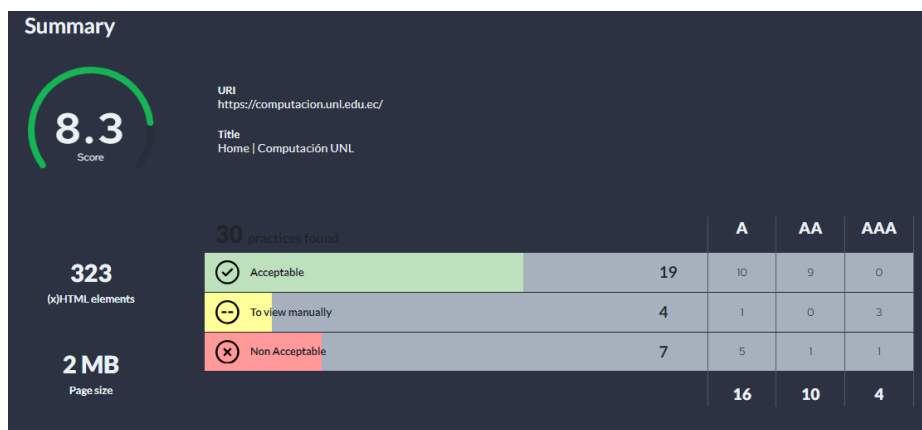 Summary
8.3
Score
URI
https://computacion.unl.edu.ec/
Title
Home | Computación UNL
323
(x)HTML elements
2 MB
Page size
30 practices found
A AA AAA
Acceptable 19 10 9 0
To view manually 4 1 0 3
Non Acceptable 7 5 1 1
16 10 4